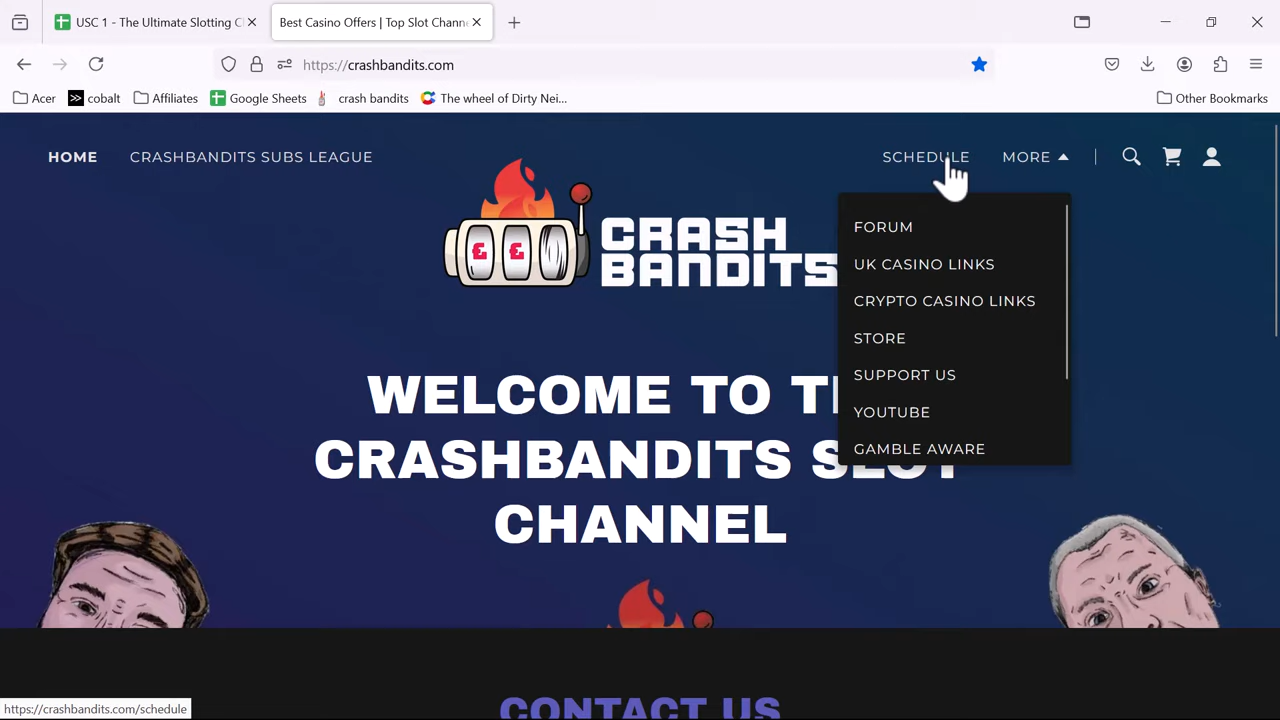 USC 1 - The Ultimate Slotting C
Best Casino Offers | Top Slot Chann
https://crashbandits.com
Acer
cobalt
Affiliates
Google Sheets
crash bandits
The wheel of Dirty Nei...
Other Bookmarks
HOME
CRASHBANDITS SUBS LEAGUE
SCHEDULE
MORE
£ £
CRASH
BANDITS
FORUM
UK CASINO LINKS
CRYPTO CASINO LINKS
STORE
SUPPORT US
YOUTUBE
GAMBLE AWARE
WELCOME TO T
CRASHBANDITS SLOT
CHANNEL
CONTACT US
https://crashbandits.com/schedule